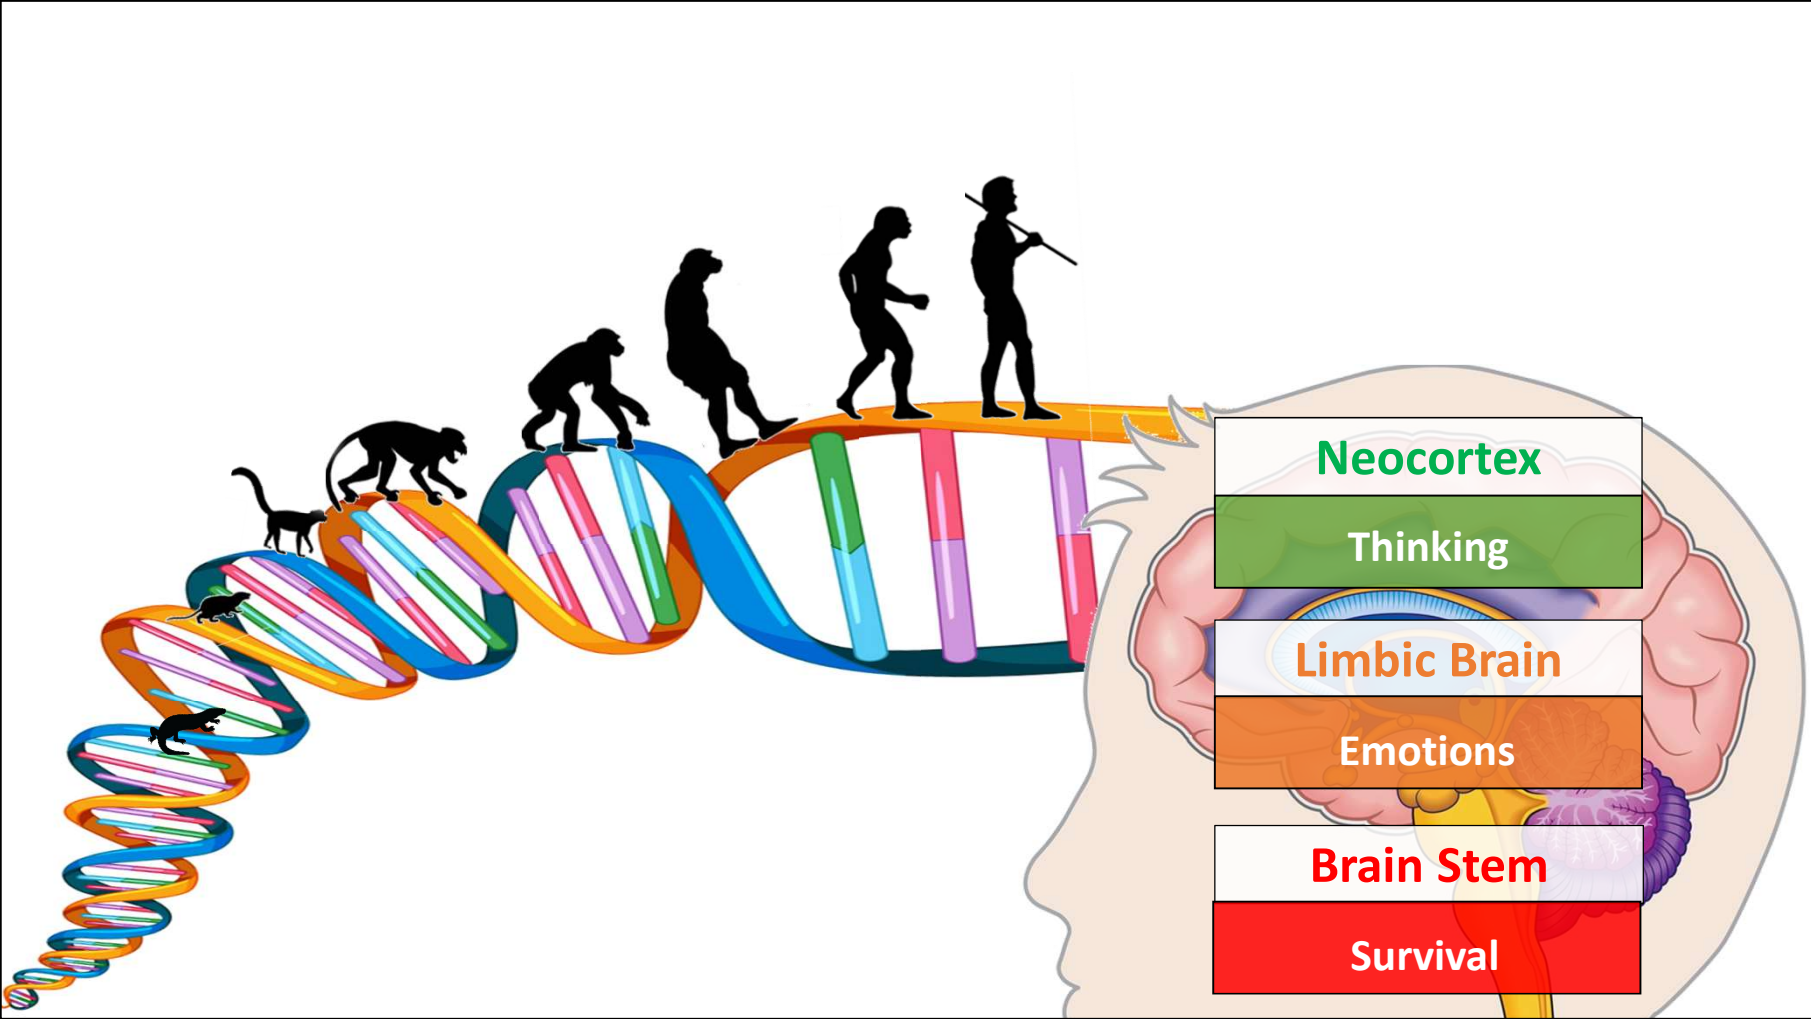 Neocortex
Thinking
Limbic Brain
Emotions
Brain Stem
Survival